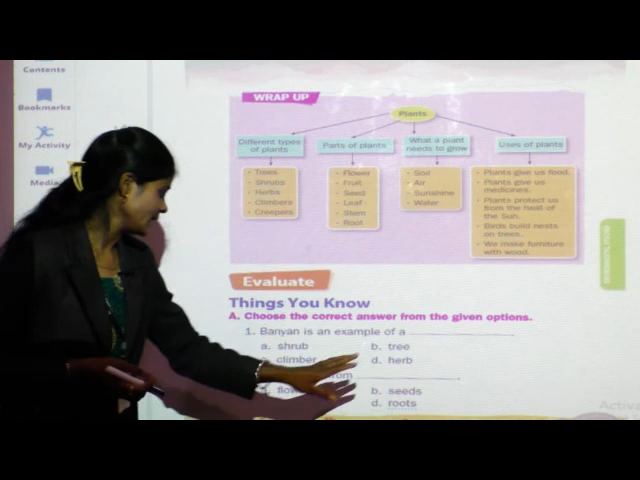 Contents
Bookmarks
My Activity
Media
WRAP UP
Plants
Different types
of plants
Parts of plants
What a plant
needs to grow
Uses of plants
- Trees
- Shrubs
- Herbs
- Climbers
- Creepers
- Flower
- Fruit
- Seed
- Leaf
- Stem
- Root
- Soil
- Air
- Sunshine
- Water
- Plants give us food.
- Plants give us
medicines.
- Plants protect us
from the heat of
the Sun.
- Birds build nests
on trees.
- We make furniture
with wood.
Evaluate
Things You Know
A. Choose the correct answer from the given options.
1. Banyan is an example of a
a. shrub b. tree
climber d. herb
from
b. seeds
d. roots